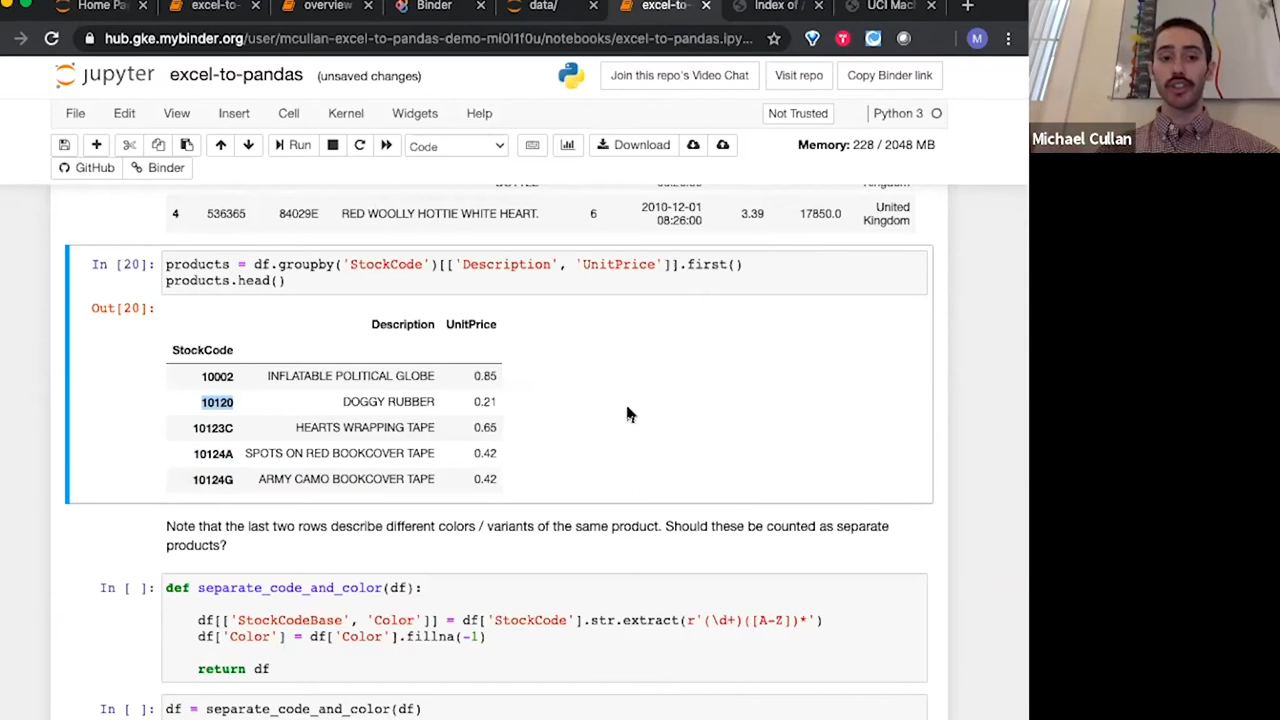 Home Pa
excel-to-
overview
Binder
data/
excel-to-
Index of
UCI Mac
hub.gke.mybinder.org/user/mcullan-excel-to-pandas-demo-mi0l1f0u/notebooks/excel-to-pandas.ipy...
M
jupyter
excel-to-pandas
(unsaved changes)
Join this repo's Video Chat
Visit repo
Copy Binder link
File Edit View Insert Cell Kernel Widgets Help
Not Trusted
Python 3
Run
Code
Download
Memory: 228 / 2048 MB
GitHub
Binder
Kingdom
4 536365 84029E RED WOOLLY HOTTIE WHITE HEART. 6 2010-12-01 08:26:00 3.39 17850.0 United Kingdom
In [20]: products = df.groupby('StockCode')[['Description', 'UnitPrice']].first()
products.head()
Out[20]:
Description UnitPrice
StockCode
10002 INFLATABLE POLITICAL GLOBE 0.85
10120 DOGGY RUBBER 0.21
10123C HEARTS WRAPPING TAPE 0.65
10124A SPOTS ON RED BOOKCOVER TAPE 0.42
10124G ARMY CAMO BOOKCOVER TAPE 0.42
Note that the last two rows describe different colors / variants of the same product. Should these be counted as separate
products?
In [ ]: def separate_code_and_color(df):
df[['StockCodeBase', 'Color']] = df['StockCode'].str.extract(r'(\d+)([A-Z])*')
df['Color'] = df['Color'].fillna(-1)
return df
In [ ]: df = separate_code_and_color(df)
Michael Cullan